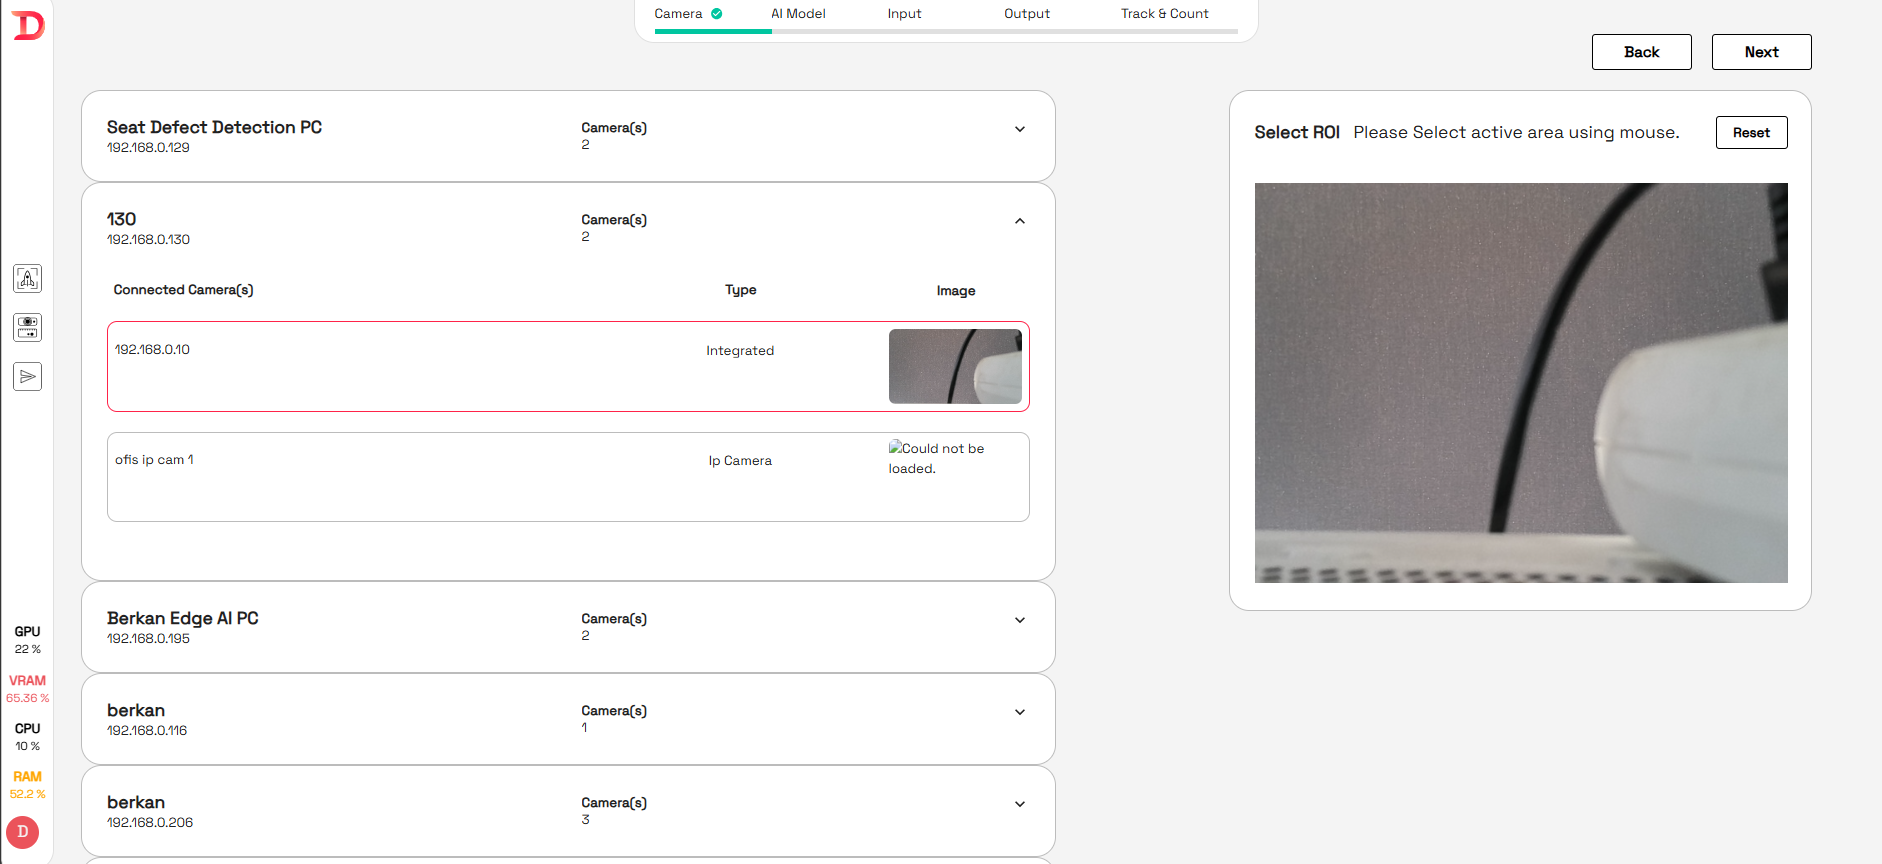 D
Camera
AI Model
Input
Output
Track & Count
Back
Next
Seat Defect Detection PC
192.168.0.129
Camera(s)
2
130
192.168.0.130
Camera(s)
2
Connected Camera(s)
Type
Image
192.168.0.10
Integrated
ofis ip cam 1
Ip Camera
Could not be
loaded.
Berkan Edge AI PC
192.168.0.195
Camera(s)
2
berkan
192.168.0.116
Camera(s)
1
berkan
192.168.0.206
Camera(s)
3
Select ROI Please Select active area using mouse.
Reset
GPU
22 %
VRAM
65.36 %
CPU
10 %
RAM
52.2 %
D